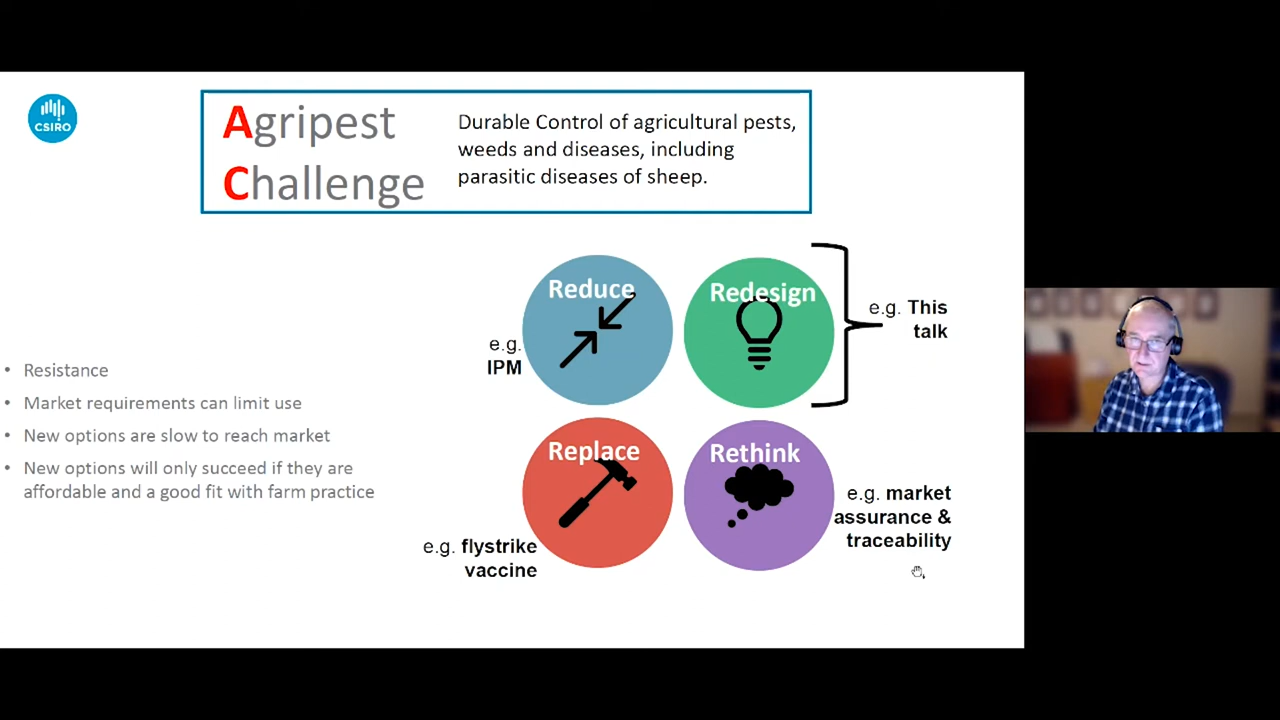 CSIRO
Agripest
Challenge
Durable Control of agricultural pests,
weeds and diseases, including
parasitic diseases of sheep.
Reduce
Redesign
e.g. This
talk
e.g.
IPM
• Resistance
• Market requirements can limit use
• New options are slow to reach market
• New options will only succeed if they are
affordable and a good fit with farm practice
Replace
Rethink
e.g. market
assurance &
traceability
e.g. flystrike
vaccine